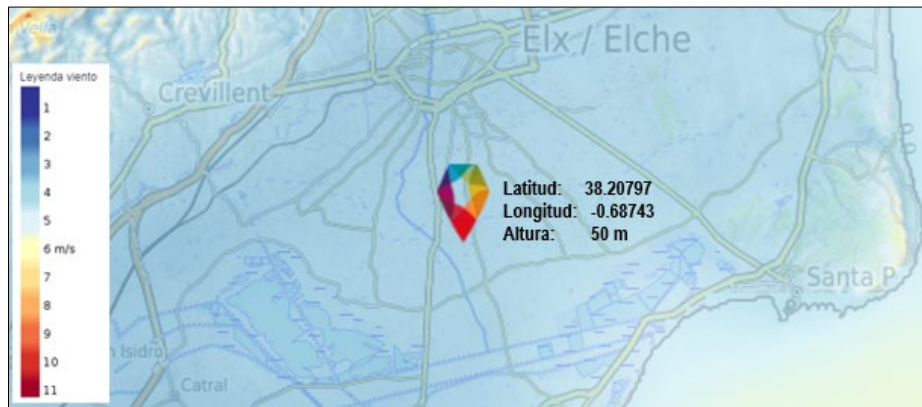 Vella
Elx / Elche
Leyenda viento
1
2
3
4
5
6 m/s
7
8
9
10
11
Crevillent
Latitud: 38.20797
Longitud: -0.68743
Altura: 50 m
Santa P
n Isidro
Catral